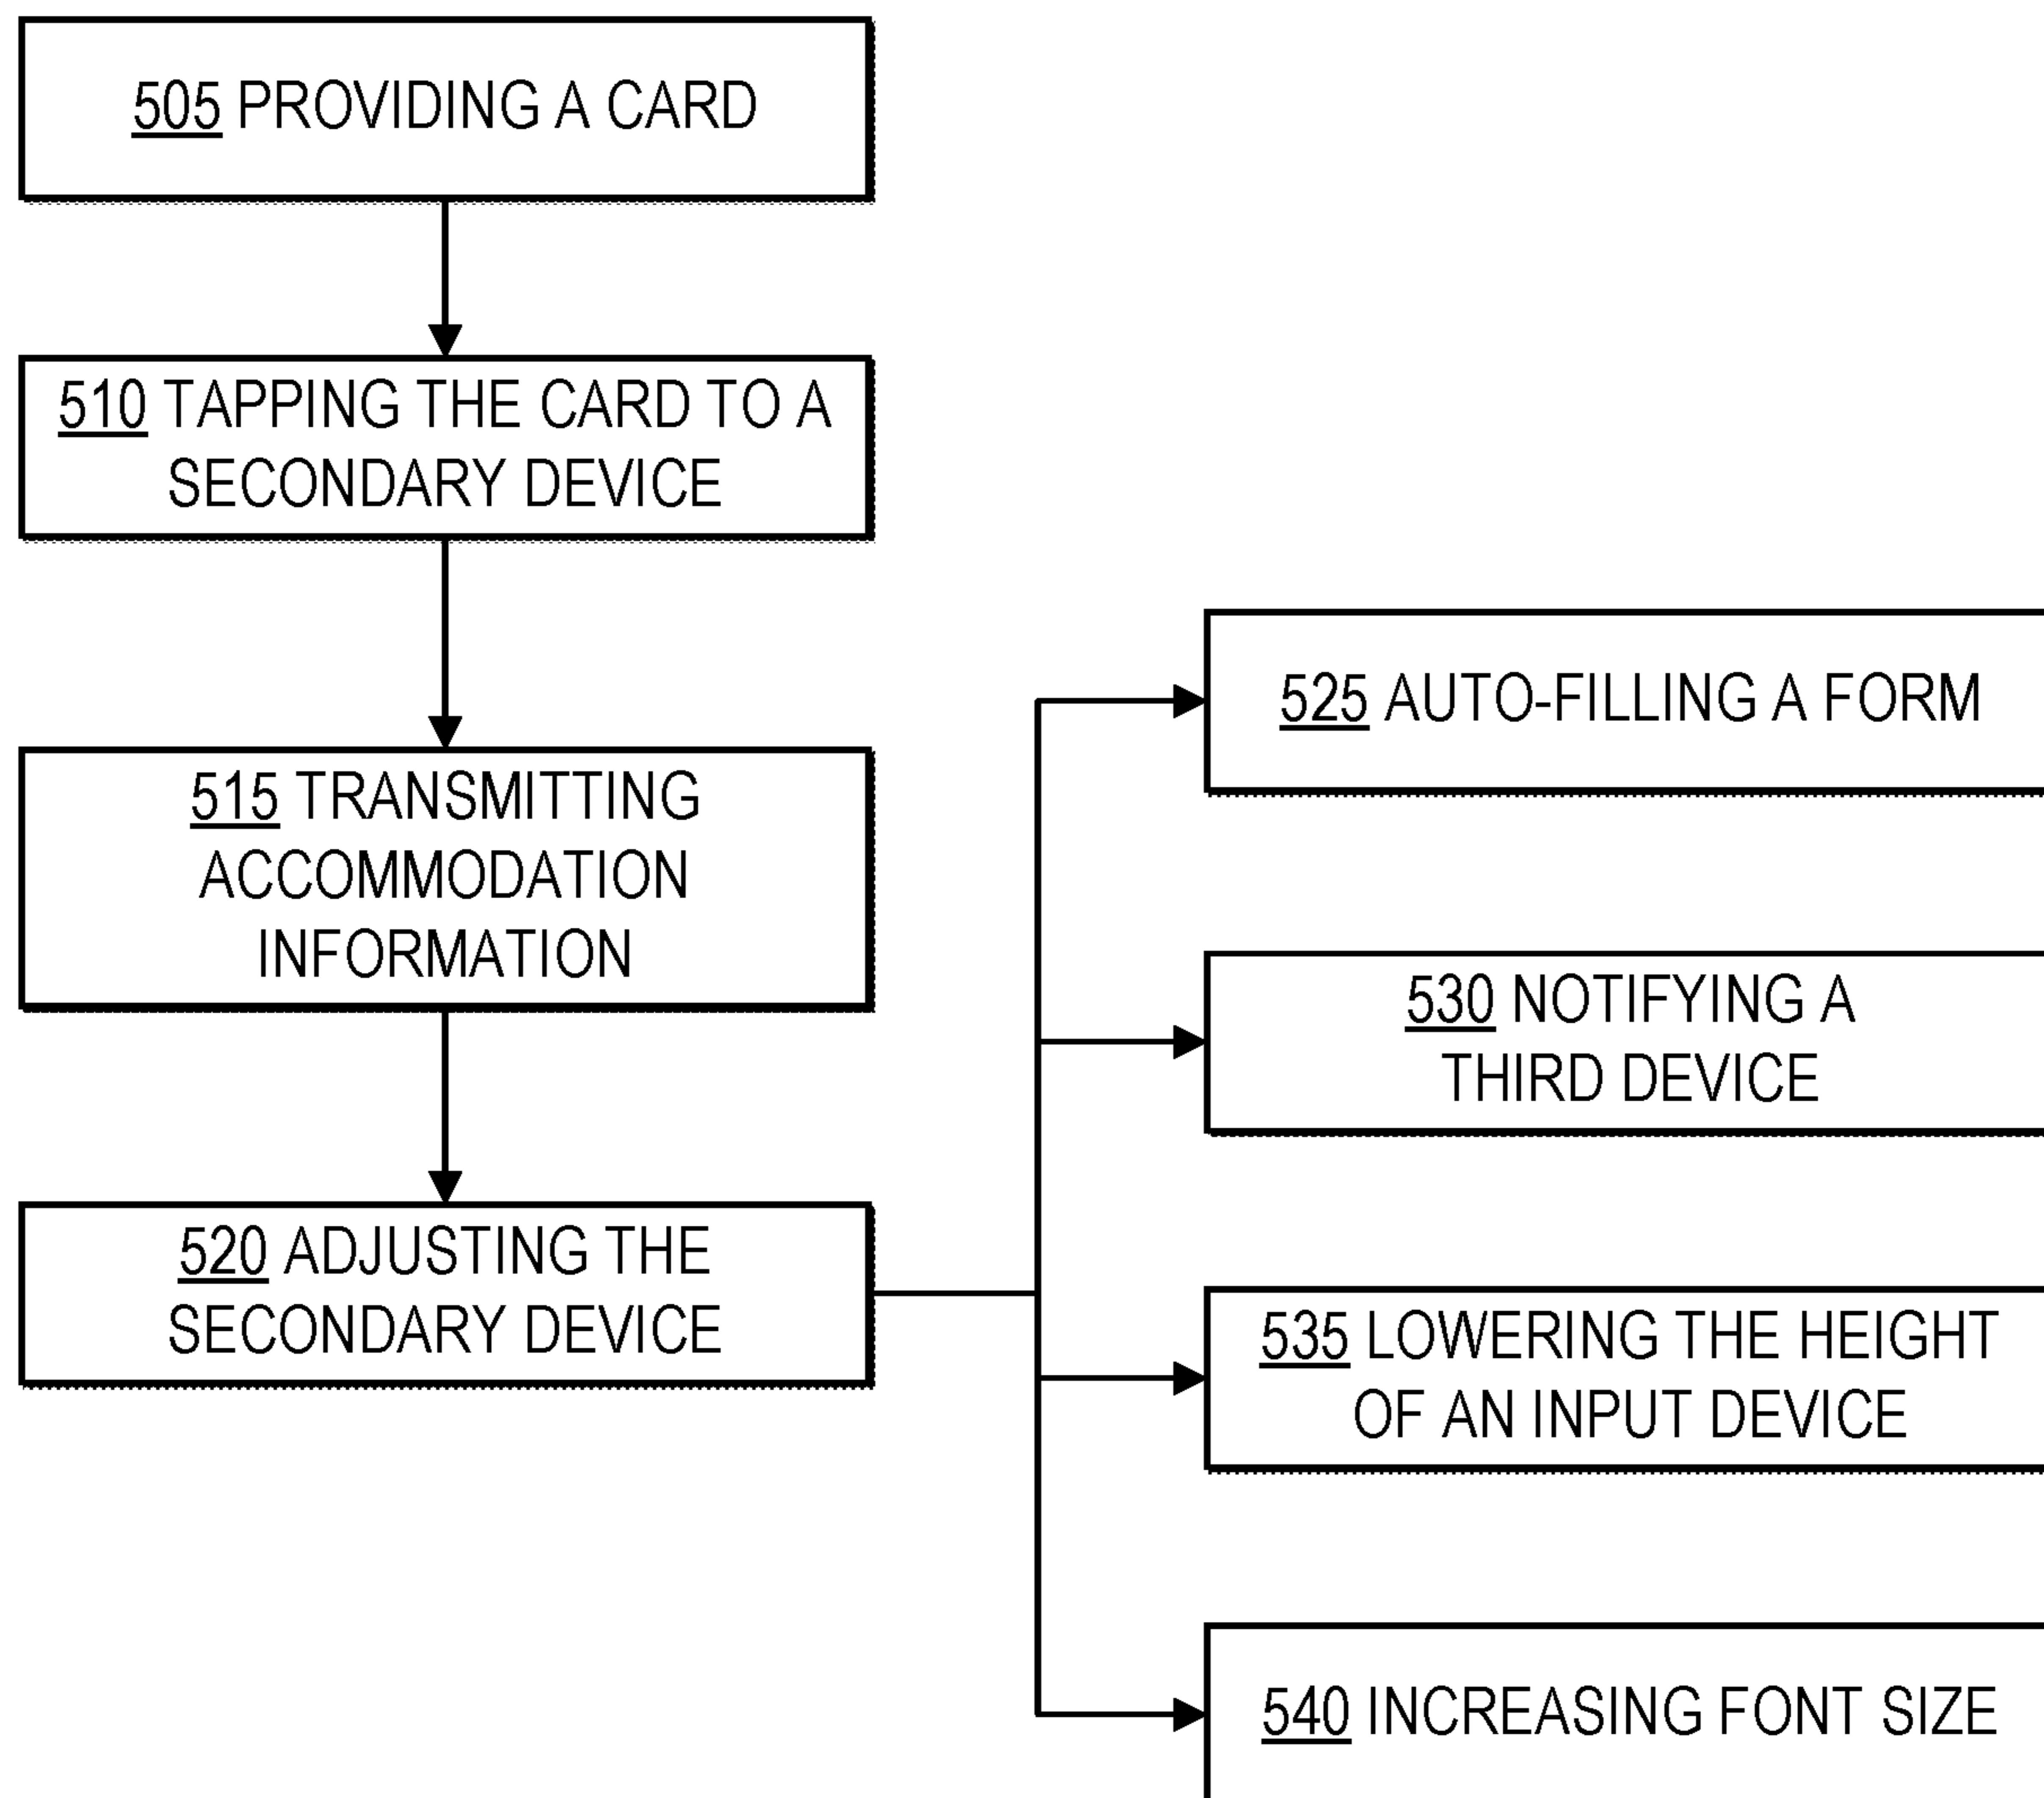 505 PROVIDING A CARD
510 TAPPING THE CARD TO A
SECONDARY DEVICE
515 TRANSMITTING
ACCOMMODATION
INFORMATION
520 ADJUSTING THE
SECONDARY DEVICE
525 AUTO-FILLING A FORM
530 NOTIFYING A
THIRD DEVICE
535 LOWERING THE HEIGHT
OF AN INPUT DEVICE
540 INCREASING FONT SIZE